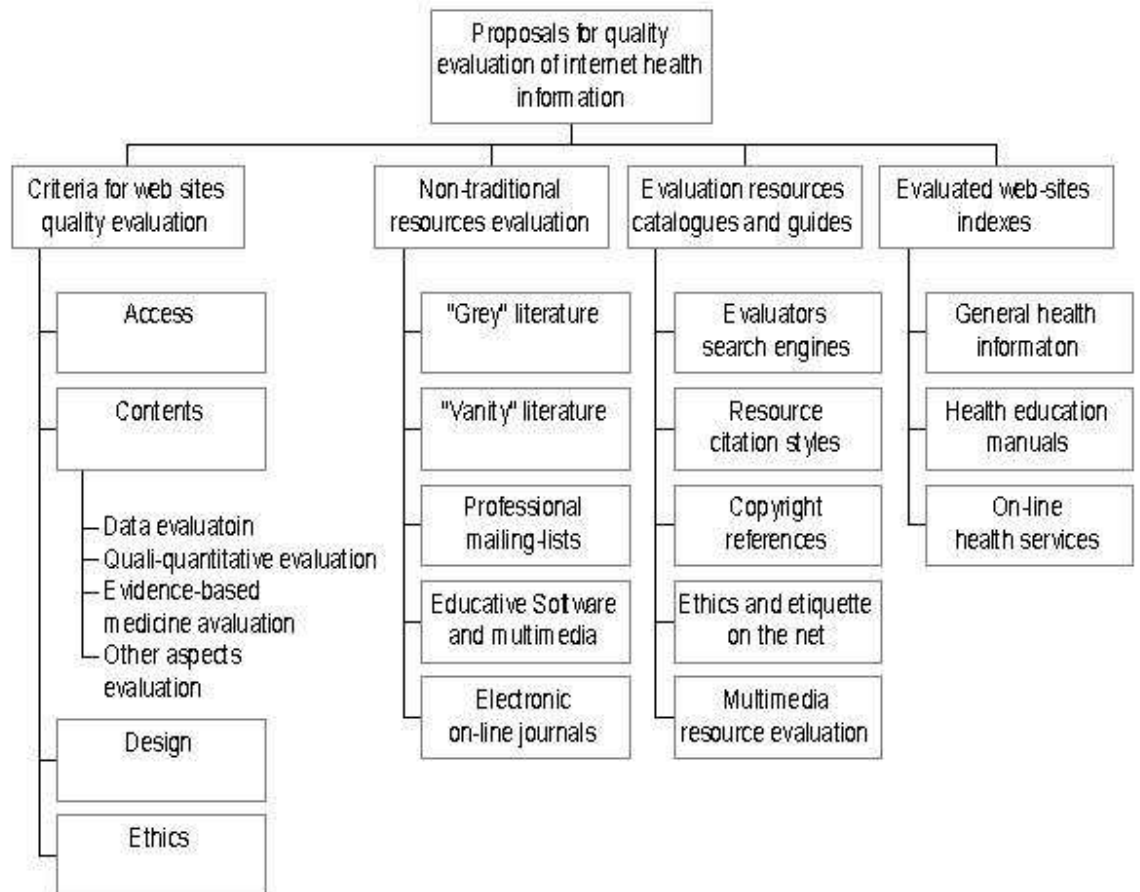 Proposals for quality
evaluation of internet health
information
Criteria for web sites
quality evaluation
Access
Contents
Data evaluatoin
Quali-quantitative evaluation
Evidence-based
medicine avaluation
Other aspects
evaluation
Design
Ethics
Non-traditional
resources evaluation
"Grey" literature
"Vanity" literature
Professional
mailing-lists
Educative Software
and multimedia
Electronic
on-line journals
Evaluation resources
catalogues and guides
Evaluators
search engines
Resource
citation styles
Copyright
references
Ethics and etiquette
on the net
Multimedia
resource evaluation
Evaluated web-sites
indexes
General health
informaton
Health education
manuals
On-line
health services